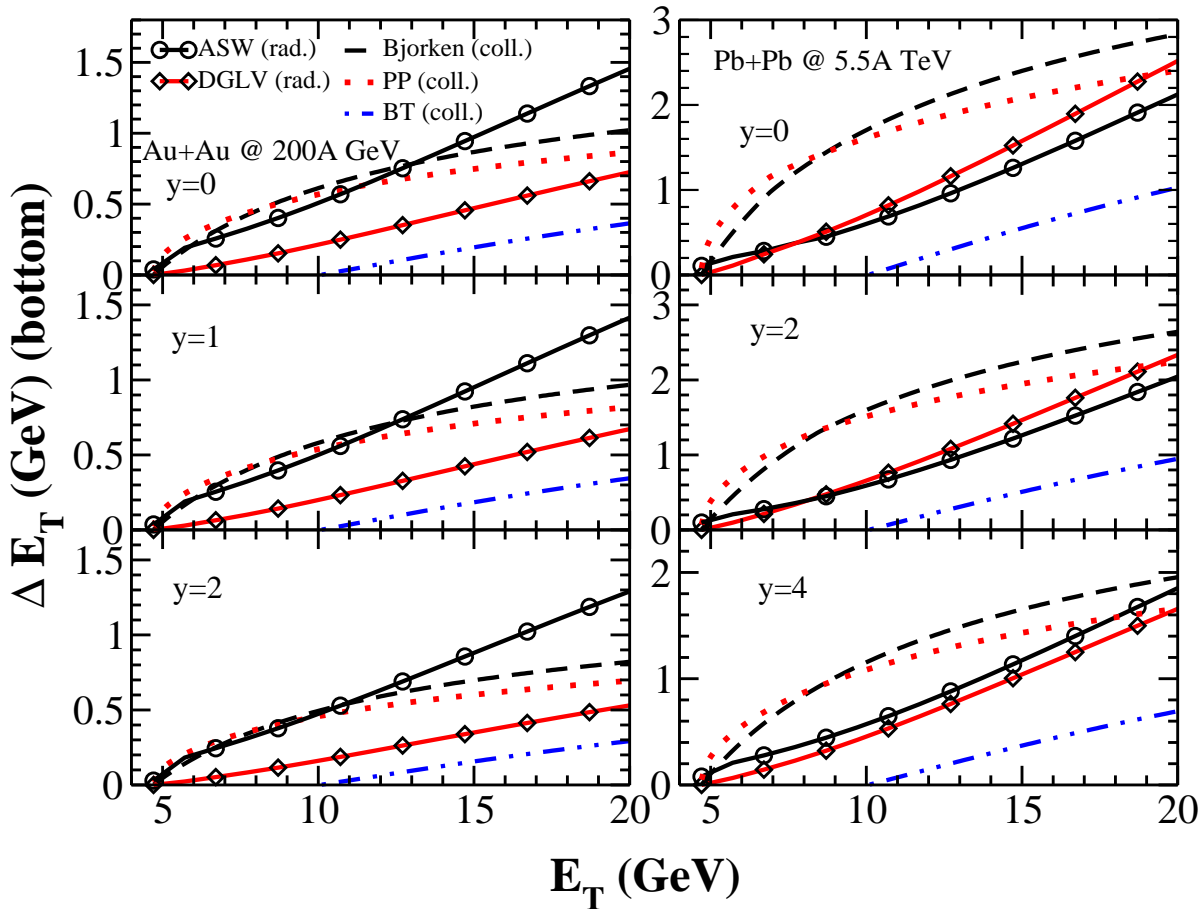 ASW (rad.)
DGLV (rad.)
Bjorken (coll.)
PP (coll.)
BT (coll.)
Au+Au @ 200A GeV
y=0
0
0.5
1
1.5
Pb+Pb @ 5.5A TeV
y=0
0
1
2
3
y=1
0
0.5
1
1.5
y=2
0
1
2
3
y=2
0
0.5
1
1.5
5
10
15
20
y=4
0
1
2
5
10
15
20
Δ E_T (GeV) (bottom)
E_T (GeV)